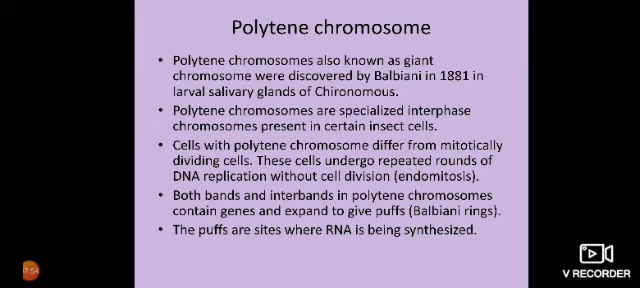 Polytene chromosome
• Polytene chromosomes also known as giant
chromosome were discovered by Balbiani in 1881 in
larval salivary glands of Chironomous.
• Polytene chromosomes are specialized interphase
chromosomes present in certain insect cells.
• Cells with polytene chromosome differ from mitotically
dividing cells. These cells undergo repeated rounds of
DNA replication without cell division (endomitosis).
• Both bands and interbands in polytene chromosomes
contain genes and expand to give puffs (Balbiani rings).
• The puffs are sites where RNA is being synthesized.
V RECORDER